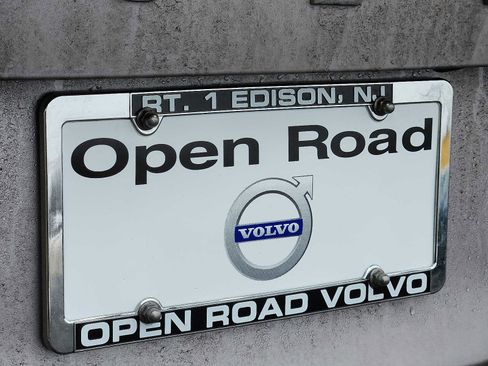 RT. 1 EDISON, NJ
Open Road
VOLVO
OPEN ROAD VOLVO